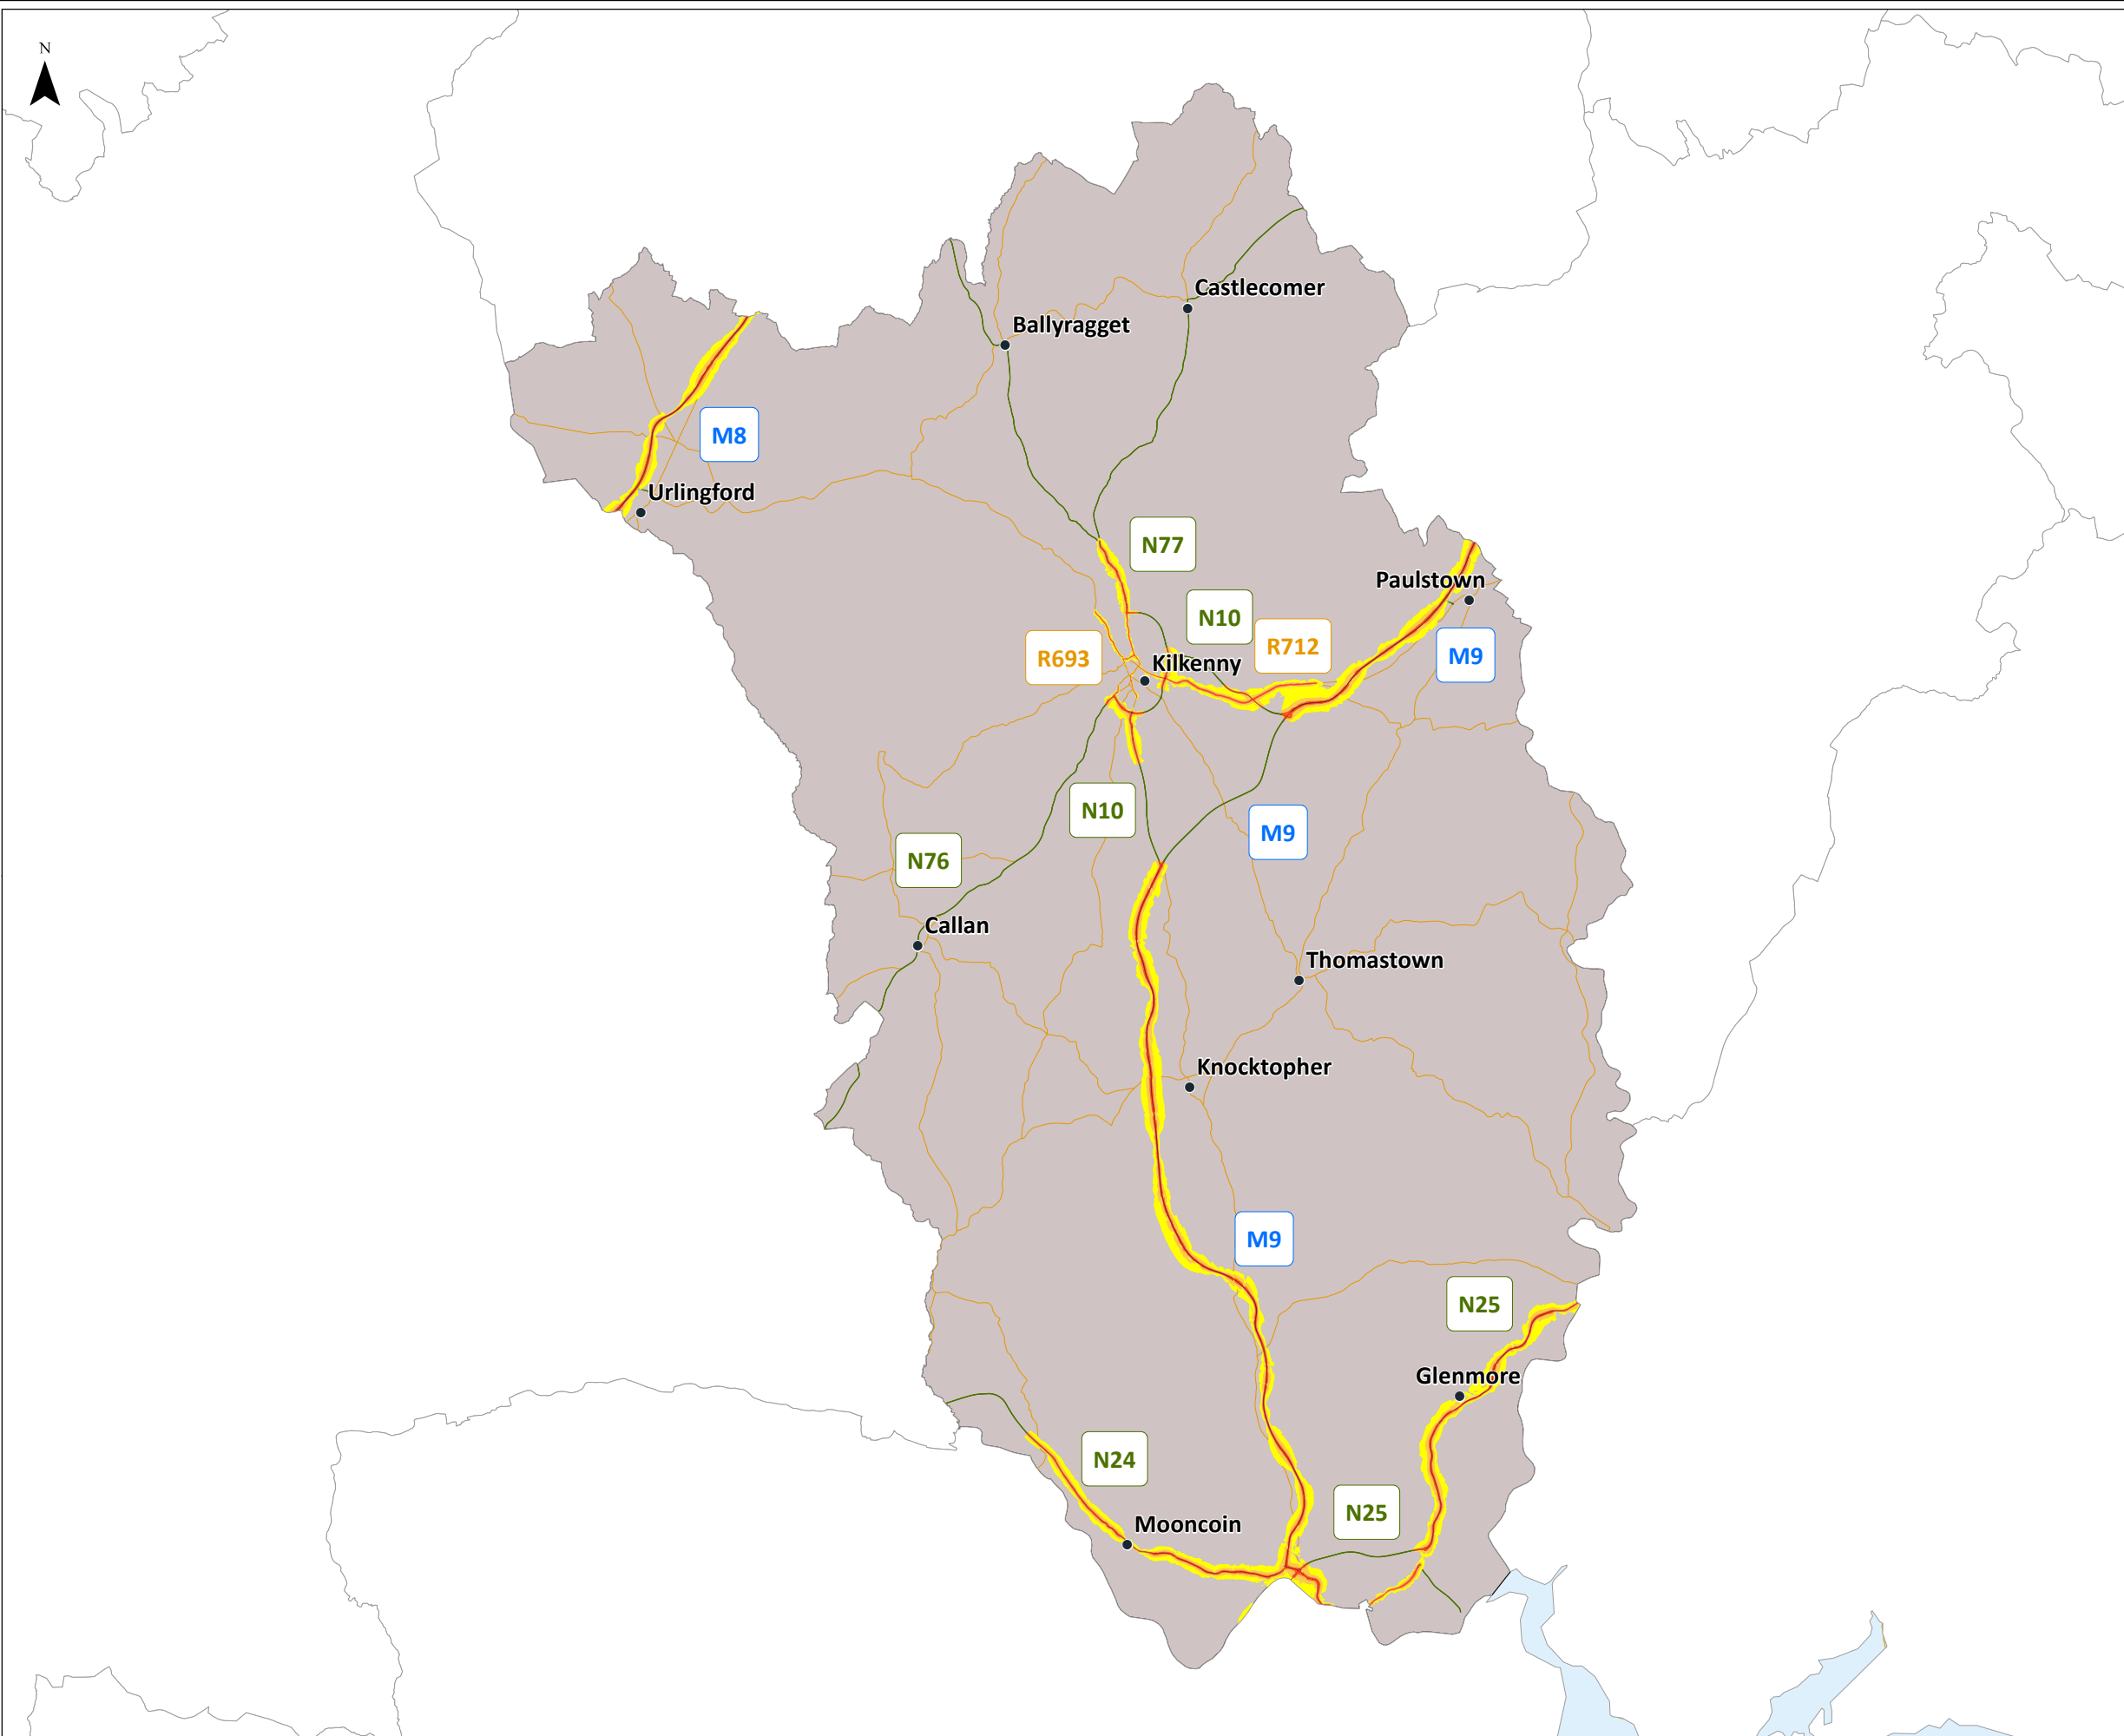 N
Castlecomer
Ballyragget
M8
Urlingford
N77
Paulstown
N10
R712
R693
Kilkenny
M9
N10
M9
N76
Callan
Thomastown
Knocktopher
M9
N25
Glenmore
N24
N25
Mooncoin